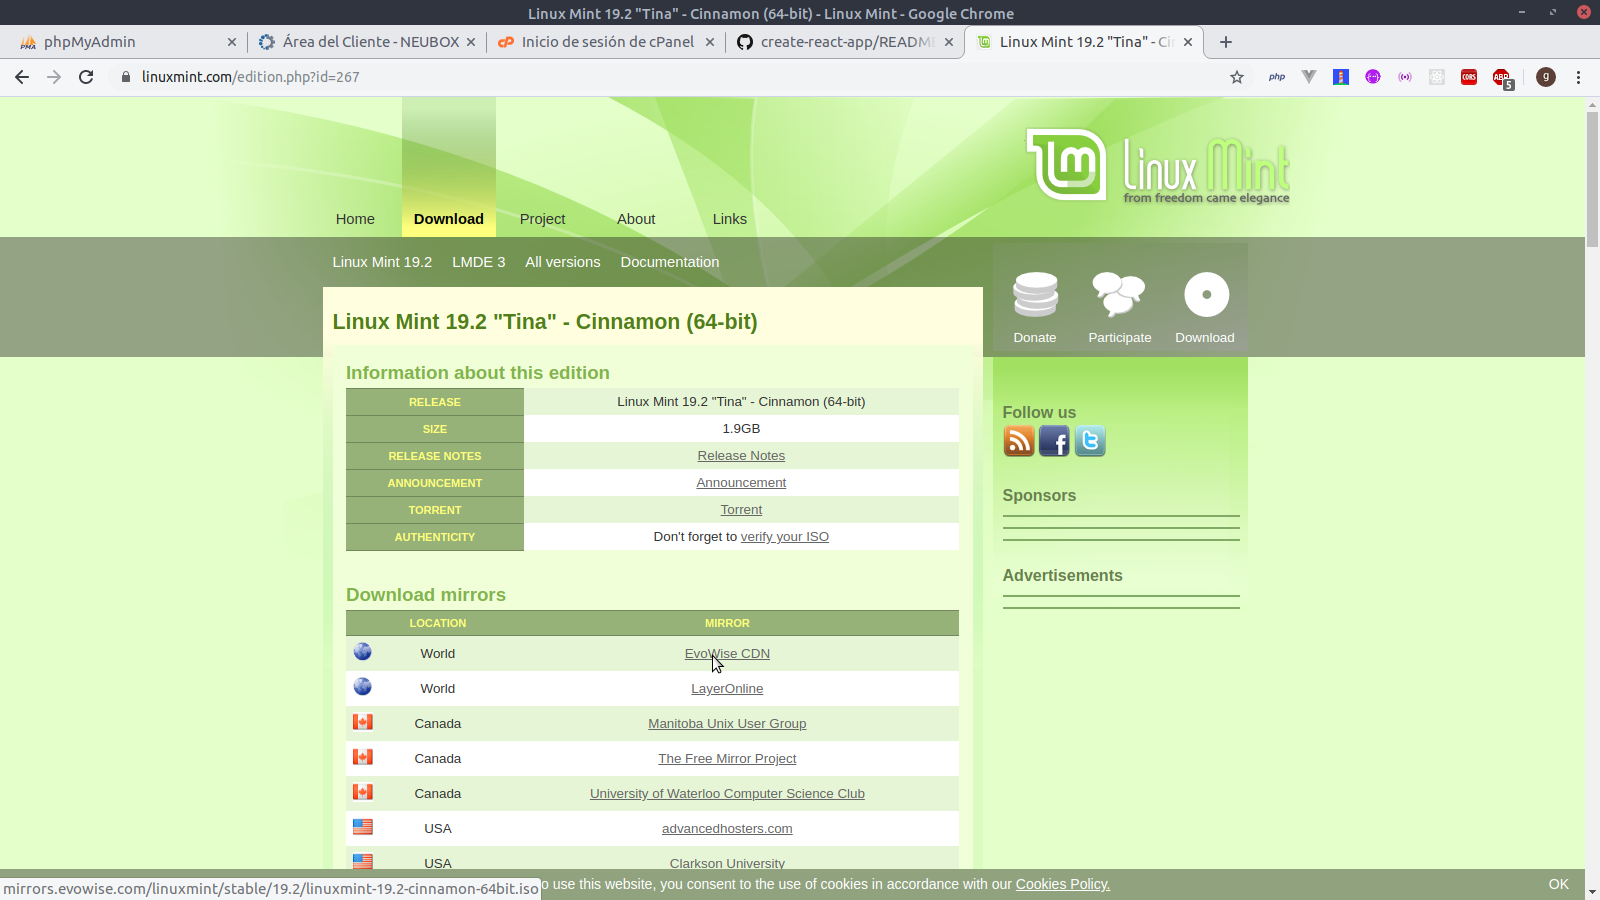 Linux Mint 19.2 "Tina" - Cinnamon (64-bit) - Linux Mint - Google Chrome
phpMyAdmin
Área del Cliente - NEUBOX
Inicio de sesión de cPanel
create-react-app/README
Linux Mint 19.2 "Tina" - Ci
linuxmint.com/edition.php?id=267
php
CORS
ABP
5
g
Linux Mint
from freedom came elegance
Home
Download
Project
About
Links
Linux Mint 19.2
LMDE 3
All versions
Documentation
Donate
Participate
Download
Linux Mint 19.2 "Tina" - Cinnamon (64-bit)
Information about this edition
RELEASE Linux Mint 19.2 "Tina" - Cinnamon (64-bit)
SIZE 1.9GB
RELEASE NOTES Release Notes
ANNOUNCEMENT Announcement
TORRENT Torrent
AUTHENTICITY Don't forget to verify your ISO
Follow us
Sponsors
Advertisements
Download mirrors
LOCATION MIRROR
World EvoWise CDN
World LayerOnline
Canada Manitoba Unix User Group
Canada The Free Mirror Project
Canada University of Waterloo Computer Science Club
USA advancedhosters.com
USA Clarkson University
o use this website, you consent to the use of cookies in accordance with our Cookies Policy.
OK
mirrors.evowise.com/linuxmint/stable/19.2/linuxmint-19.2-cinnamon-64bit.iso